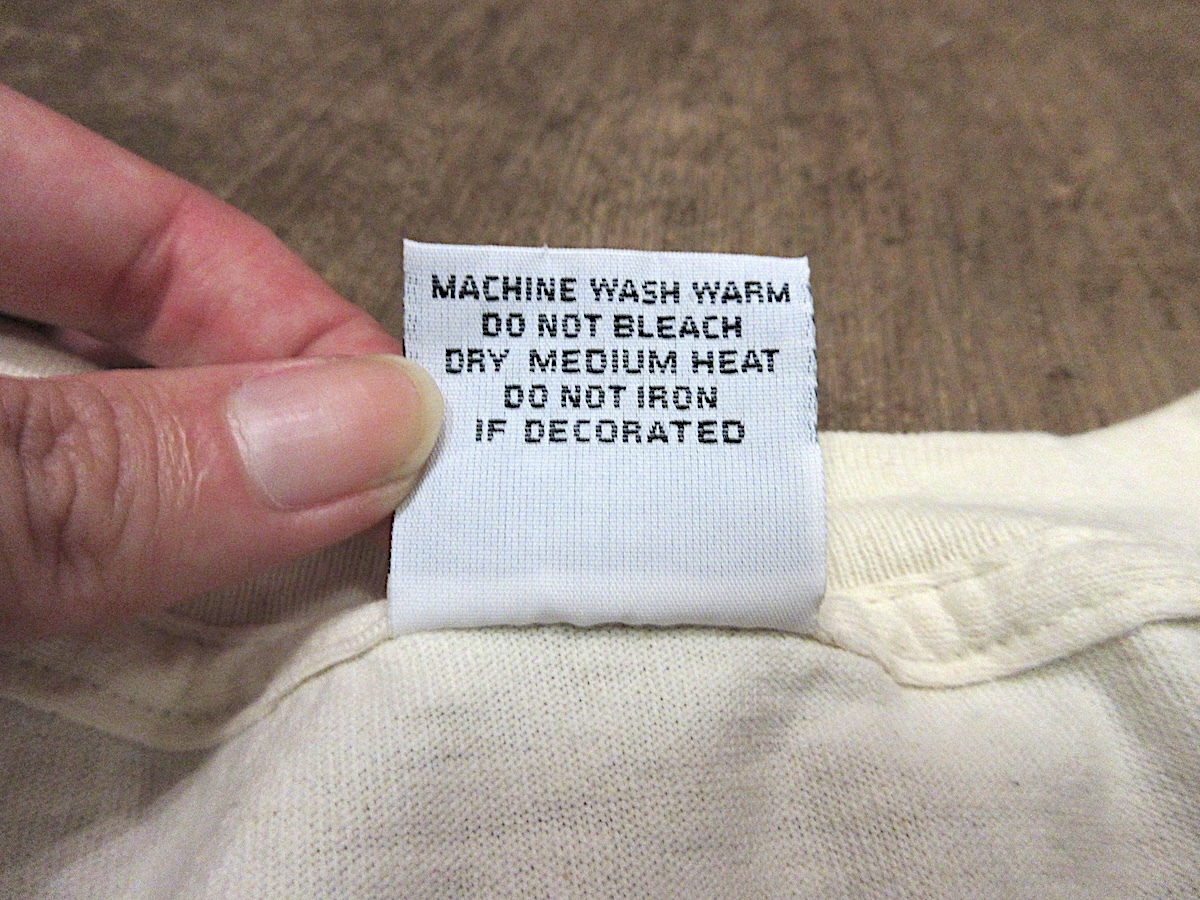 MACHINE WASH WARM
DO NOT BLEACH
DRY MEDIUM HEAT
DO NOT IRON
IF DECORATED